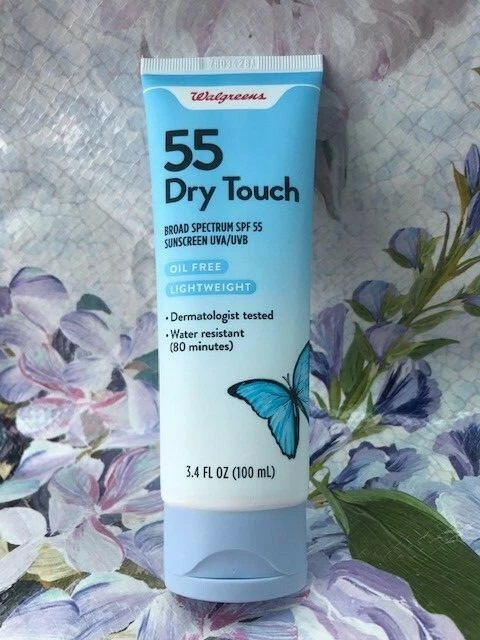 Walgreens
55
Dry Touch
BROAD SPECTRUM SPF 55
SUNSCREEN UVA/UVB
OIL FREE
LIGHTWEIGHT
• Dermatologist tested
• Water resistant
(80 minutes)
3.4 FL OZ (100 mL)